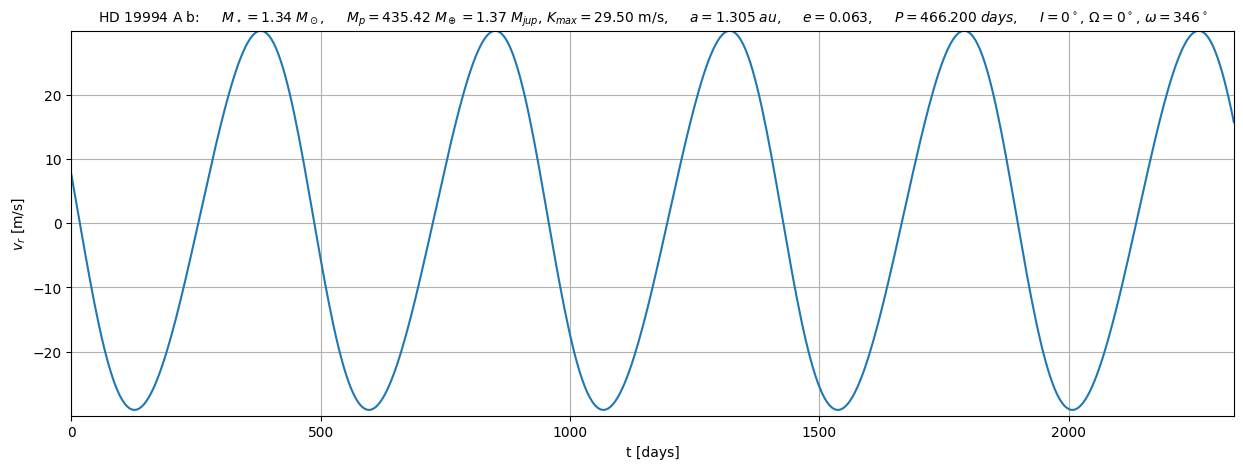 HD 19994 A b: M⋆ = 1.34 M⊙, Mp = 435.42 M⊕ = 1.37 Mjup, Kmax = 29.50 m/s, a = 1.305 au, e = 0.063, P = 466.200 days, I = 0°, Ω = 0°, ω = 346°
20
10
0
−10
−20
vr [m/s]
0 500 1000 1500 2000
t [days]